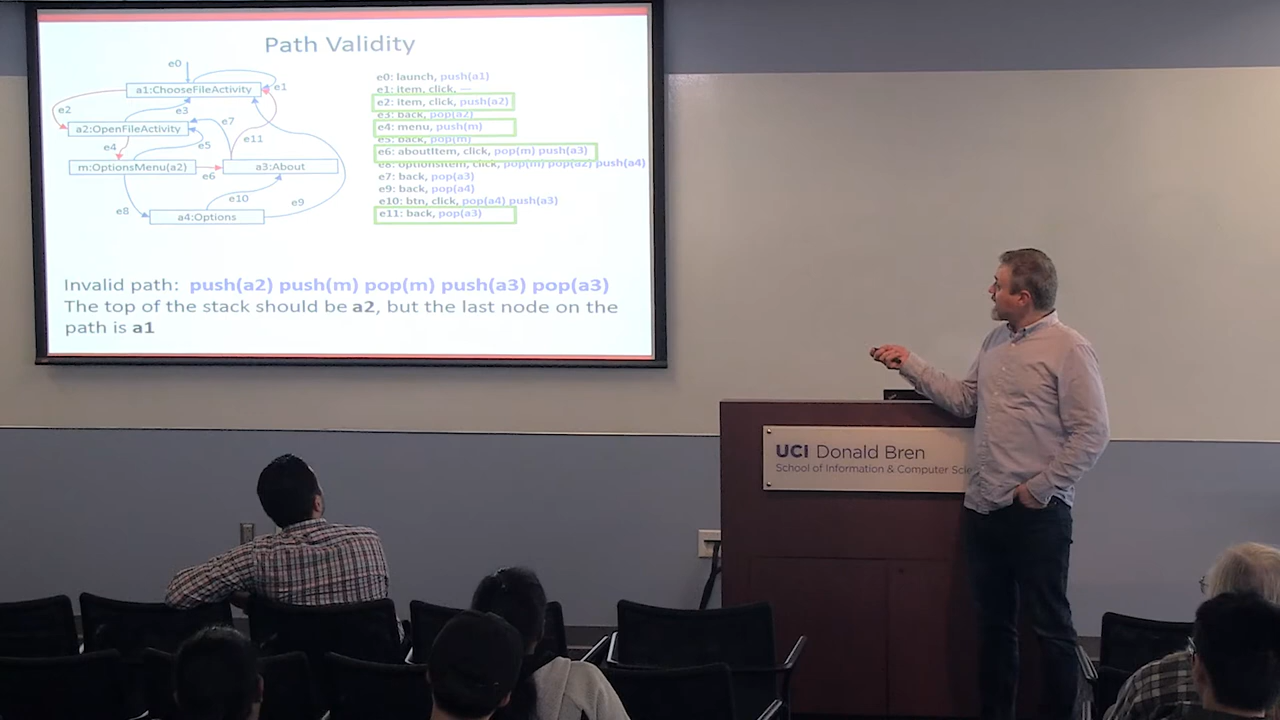 Path Validity
e0
a1:ChooseFileActivity
e1
e2
e3
a2:OpenFileActivity
e7
e4
e5
e11
m:OptionsMenu(a2)
a3:About
e6
e10
e8
e9
a4:Options
e0: launch, push(a1)
e1: item, click, —
e2: item, click, push(a2)
e3: back, pop(a2)
e4: menu, push(m)
e5: back, pop(m)
e6: aboutItem, click, pop(m) push(a3)
e8: optionsItem, click, pop(m) pop(a2) push(a4)
e7: back, pop(a3)
e9: back, pop(a4)
e10: btn, click, pop(a4) push(a3)
e11: back, pop(a3)
Invalid path: push(a2) push(m) pop(m) push(a3) pop(a3)
The top of the stack should be a2, but the last node on the
path is a1
UCI Donald Bren
School of Information & Computer Scie